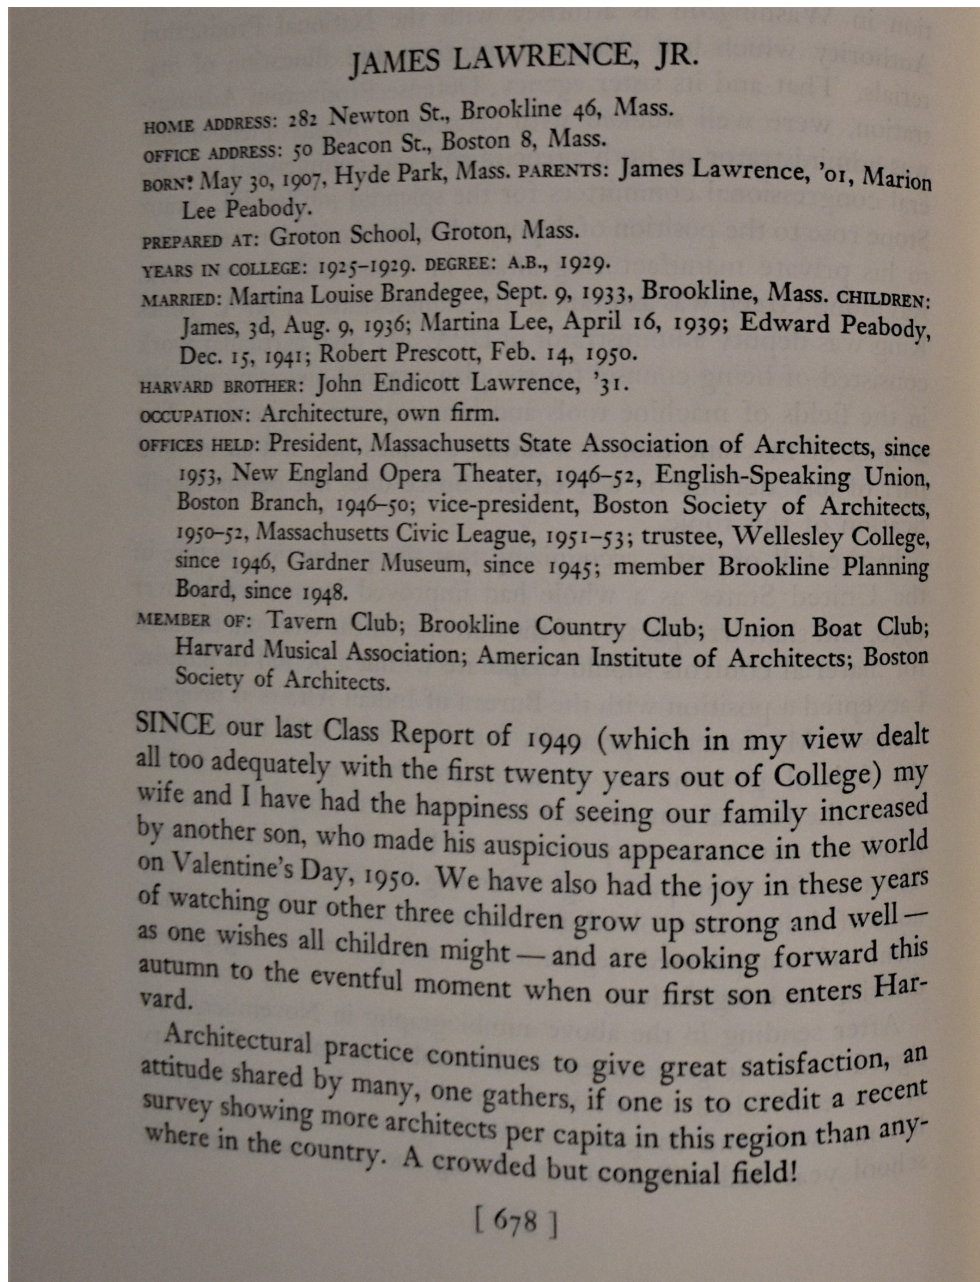 JAMES LAWRENCE, JR.
HOME ADDRESS: 282 Newton St., Brookline 46, Mass.
OFFICE ADDRESS: 50 Beacon St., Boston 8, Mass.
BORN: May 30, 1907, Hyde Park, Mass. PARENTS: James Lawrence, '01, Marion
Lee Peabody.
PREPARED AT: Groton School, Groton, Mass.
YEARS IN COLLEGE: 1925–1929. DEGREE: A.B., 1929.
MARRIED: Martina Louise Brandegee, Sept. 9, 1933, Brookline, Mass. CHILDREN:
James, 3d, Aug. 9, 1936; Martina Lee, April 16, 1939; Edward Peabody,
Dec. 15, 1941; Robert Prescott, Feb. 14, 1950.
HARVARD BROTHER: John Endicott Lawrence, '31.
OCCUPATION: Architecture, own firm.
OFFICES HELD: President, Massachusetts State Association of Architects, since
1953, New England Opera Theater, 1946–52, English-Speaking Union,
Boston Branch, 1946–50; vice-president, Boston Society of Architects,
1950–52, Massachusetts Civic League, 1951–53; trustee, Wellesley College,
since 1946, Gardner Museum, since 1945; member Brookline Planning
Board, since 1948.
MEMBER OF: Tavern Club; Brookline Country Club; Union Boat Club;
Harvard Musical Association; American Institute of Architects; Boston
Society of Architects.
SINCE our last Class Report of 1949 (which in my view dealt
all too adequately with the first twenty years out of College) my
wife and I have had the happiness of seeing our family increased
by another son, who made his auspicious appearance in the world
on Valentine's Day, 1950. We have also had the joy in these years
of watching our other three children grow up strong and well—
as one wishes all children might—and are looking forward this
autumn to the eventful moment when our first son enters Har-
vard.
Architectural practice continues to give great satisfaction, an
attitude shared by many, one gathers, if one is to credit a recent
survey showing more architects per capita in this region than any-
where in the country. A crowded but congenial field!
[ 678 ]